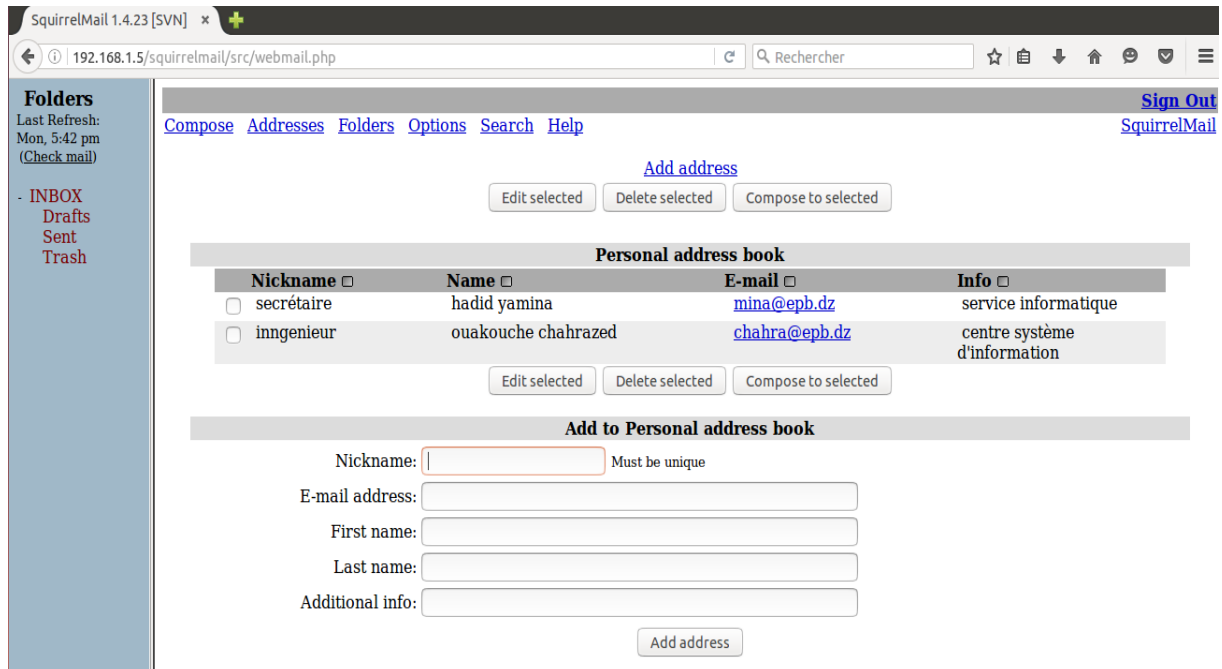 SquirrelMail 1.4.23 [SVN]
192.168.1.5/squirrelmail/src/webmail.php
Rechercher
Folders
Last Refresh:
Mon, 5:42 pm
(Check mail)
- INBOX
Drafts
Sent
Trash
Sign Out
Compose Addresses Folders Options Search Help SquirrelMail
Add address
Edit selected Delete selected Compose to selected
Personal address book
Nickname Name E-mail Info
secrétaire hadid yamina mina@epb.dz service informatique
inngenieur ouakouche chahrazed chahra@epb.dz centre système
d'information
Edit selected Delete selected Compose to selected
Add to Personal address book
Nickname: Must be unique
E-mail address:
First name:
Last name:
Additional info:
Add address